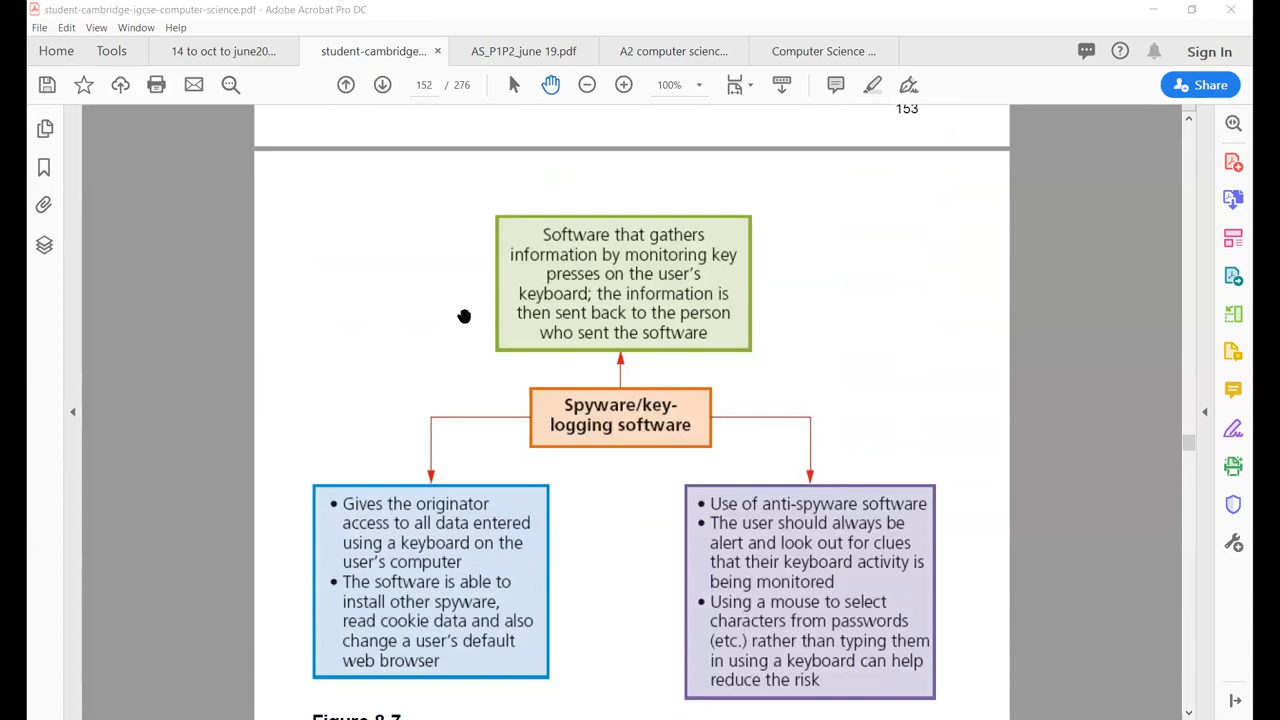 student-cambridge-igcse-computer-science.pdf - Adobe Acrobat Pro DC
File Edit View Window Help
Home Tools 14 to oct to june20... student-cambridge... × AS_P1P2_june 19.pdf A2 computer scienc... Computer Science ... Sign In
152 / 276 100% Share
153
Software that gathers
information by monitoring key
presses on the user's
keyboard; the information is
then sent back to the person
who sent the software
Spyware/key-
logging software
• Gives the originator
access to all data entered
using a keyboard on the
user's computer
• The software is able to
install other spyware,
read cookie data and also
change a user's default
web browser
• Use of anti-spyware software
• The user should always be
alert and look out for clues
that their keyboard activity is
being monitored
• Using a mouse to select
characters from passwords
(etc.) rather than typing them
in using a keyboard can help
reduce the risk
Figure 8.7